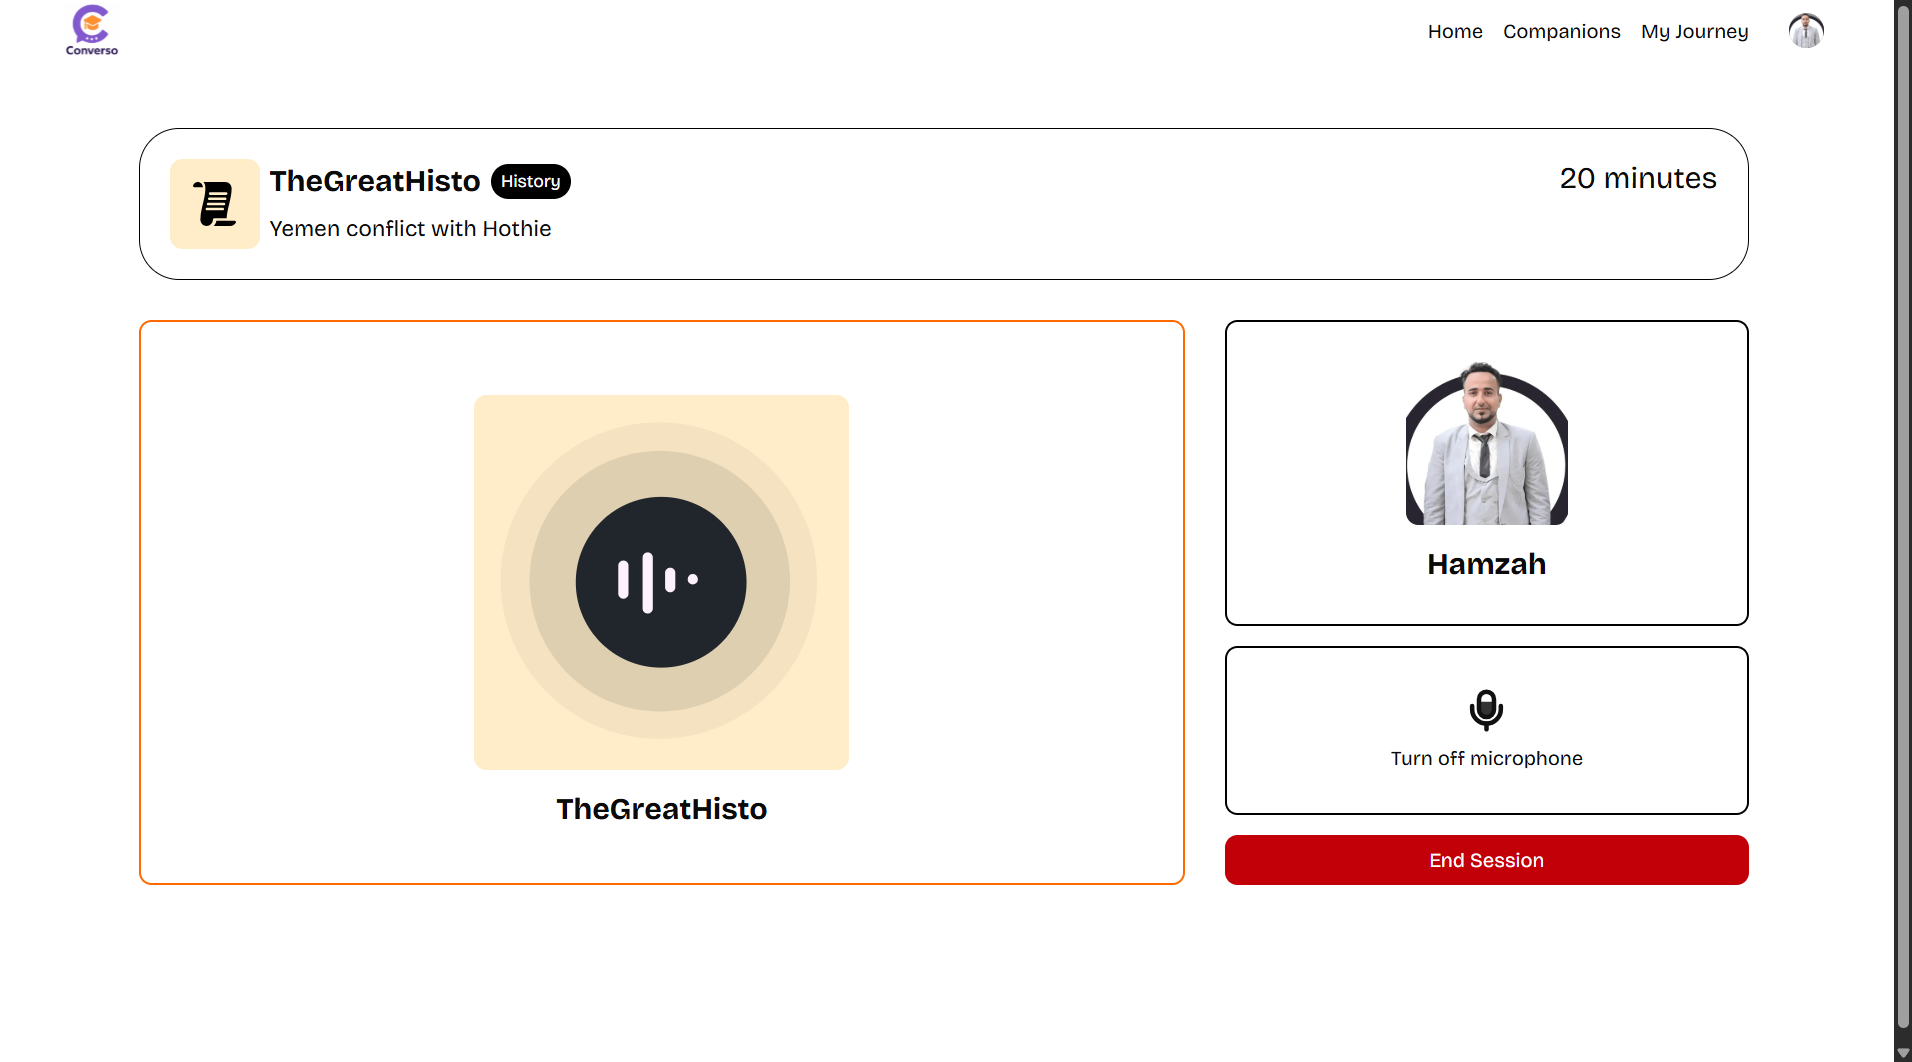 Converso
Home
Companions
My Journey
TheGreatHisto
History
20 minutes
Yemen conflict with Hothie
TheGreatHisto
Hamzah
Turn off microphone
End Session